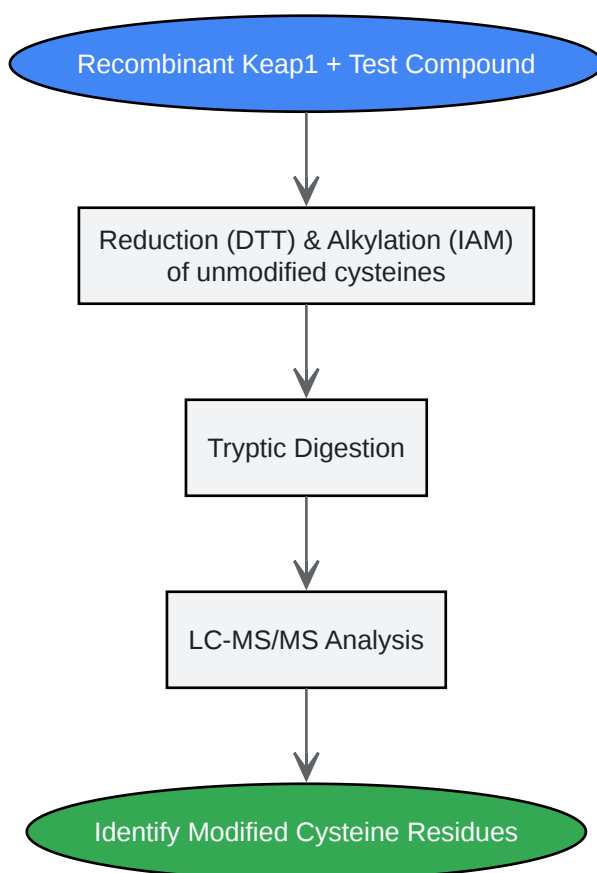 Recombinant Keap1 + Test Compound
Reduction (DTT) & Alkylation (IAM)
of unmodified cysteines
Tryptic Digestion
LC-MS/MS Analysis
Identify Modified Cysteine Residues